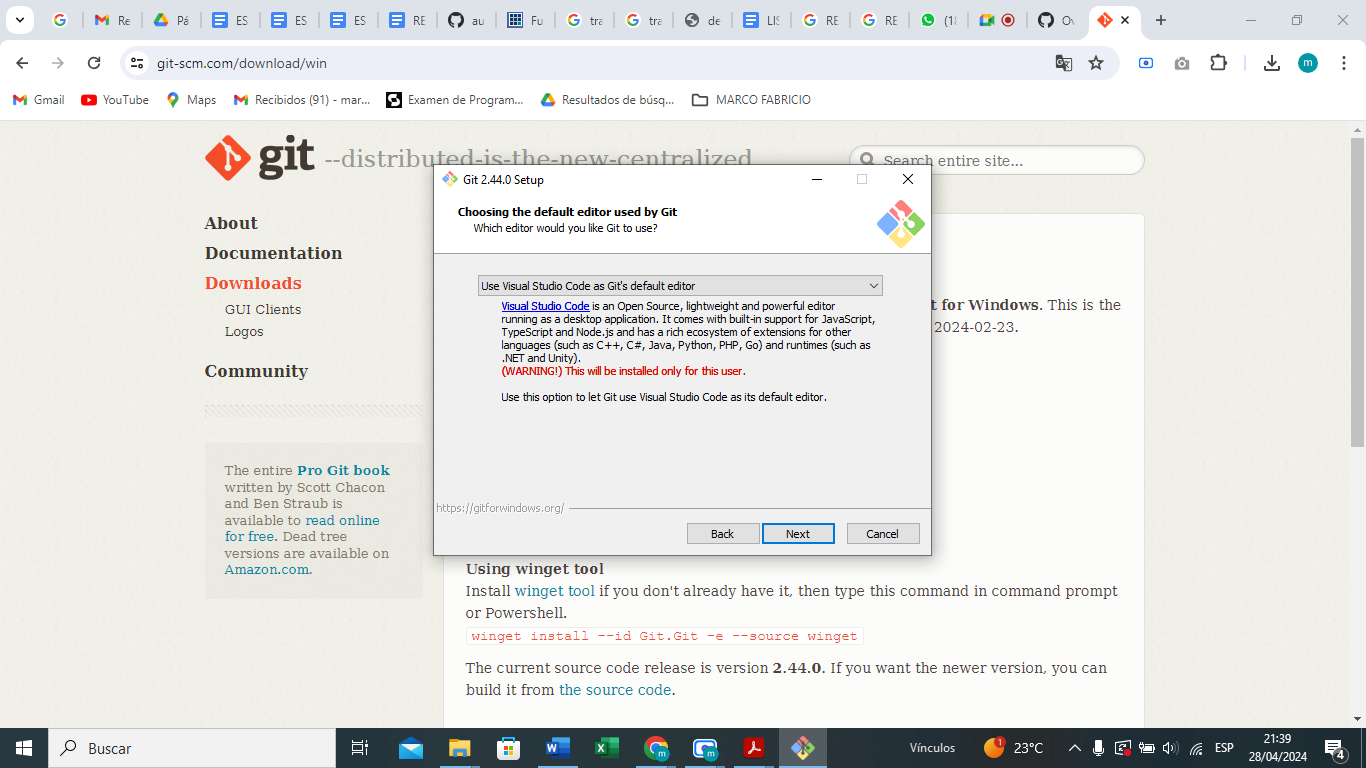 Re
Pá
ES
ES
ES
RE
au
Fu
tra
tra
de
LIS
RE
RE
(18
Ov
git-scm.com/download/win
m
Gmail
YouTube
Maps
Recibidos (91) - mar...
Examen de Program...
Resultados de búsq...
MARCO FABRICIO
git --distributed-is-the-new-centralized
Search entire site...
About
Documentation
Downloads
GUI Clients
Logos
Community
The entire Pro Git book
written by Scott Chacon
and Ben Straub is
available to read online
for free. Dead tree
versions are available on
Amazon.com.
t for Windows. This is the
2024-02-23.
Git 2.44.0 Setup
Choosing the default editor used by Git
Which editor would you like Git to use?
Use Visual Studio Code as Git's default editor
Visual Studio Code is an Open Source, lightweight and powerful editor
running as a desktop application. It comes with built-in support for JavaScript,
TypeScript and Node.js and has a rich ecosystem of extensions for other
languages (such as C++, C#, Java, Python, PHP, Go) and runtimes (such as
.NET and Unity).
(WARNING!) This will be installed only for this user.
Use this option to let Git use Visual Studio Code as its default editor.
https://gitforwindows.org/
Back
Next
Cancel
Using winget tool
Install winget tool if you don't already have it, then type this command in command prompt
or Powershell.
winget install --id Git.Git -e --source winget
The current source code release is version 2.44.0. If you want the newer version, you can
build it from the source code.
Buscar
Vínculos
1
23°C
ESP
21:39
28/04/2024
4